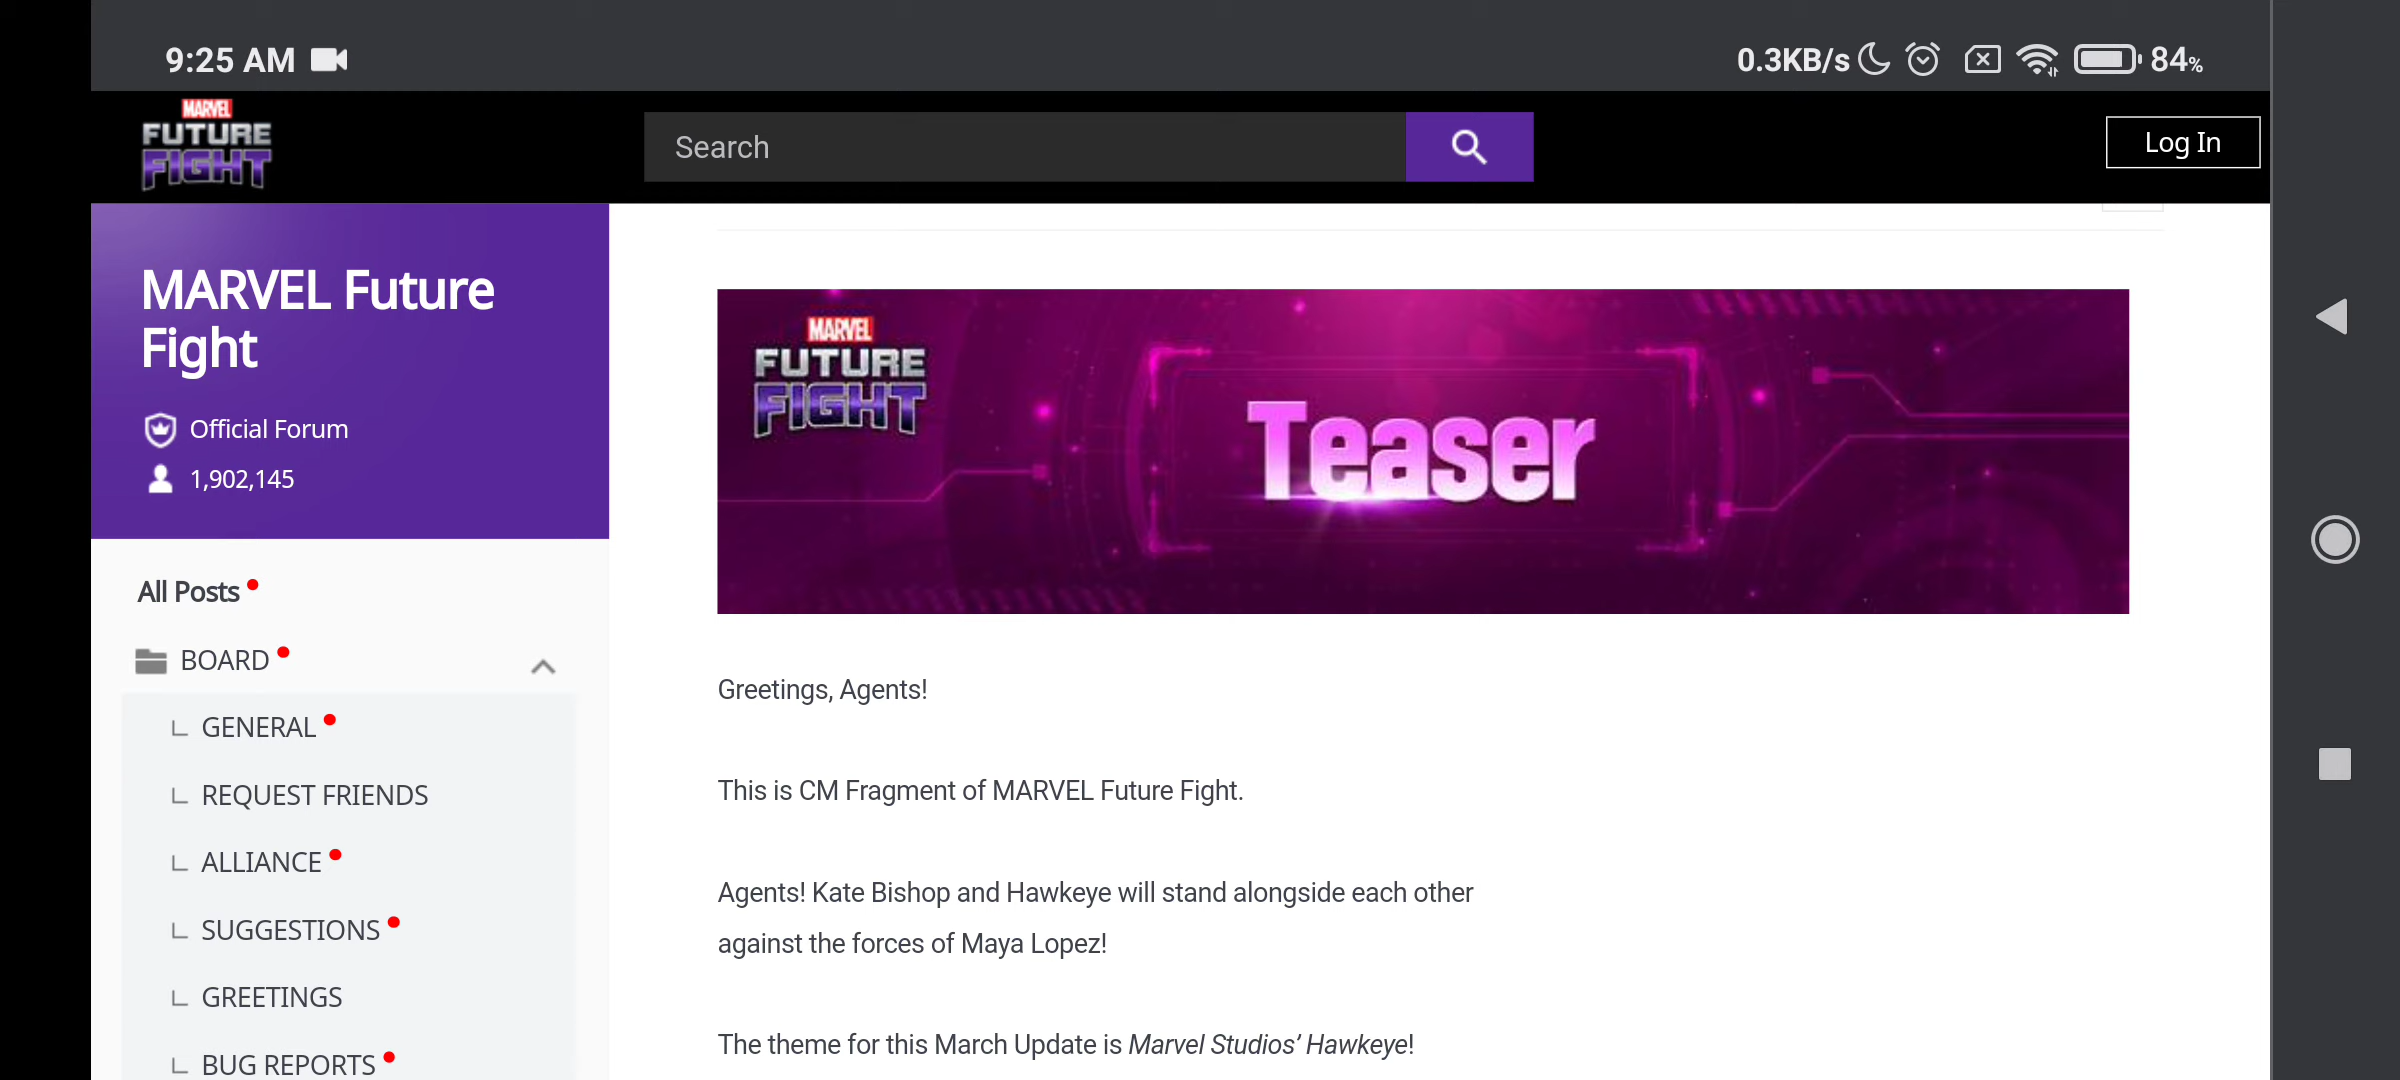 9:25 AM
0.3KB/s
84%
MARVEL
FUTURE
FIGHT
Search
Log In
MARVEL Future
Fight
Official Forum
1,902,145
All Posts
BOARD
GENERAL
REQUEST FRIENDS
ALLIANCE
SUGGESTIONS
GREETINGS
BUG REPORTS
MARVEL
FUTURE
FIGHT
Teaser
Greetings, Agents!
This is CM Fragment of MARVEL Future Fight.
Agents! Kate Bishop and Hawkeye will stand alongside each other
against the forces of Maya Lopez!
The theme for this March Update is Marvel Studios’ Hawkeye!